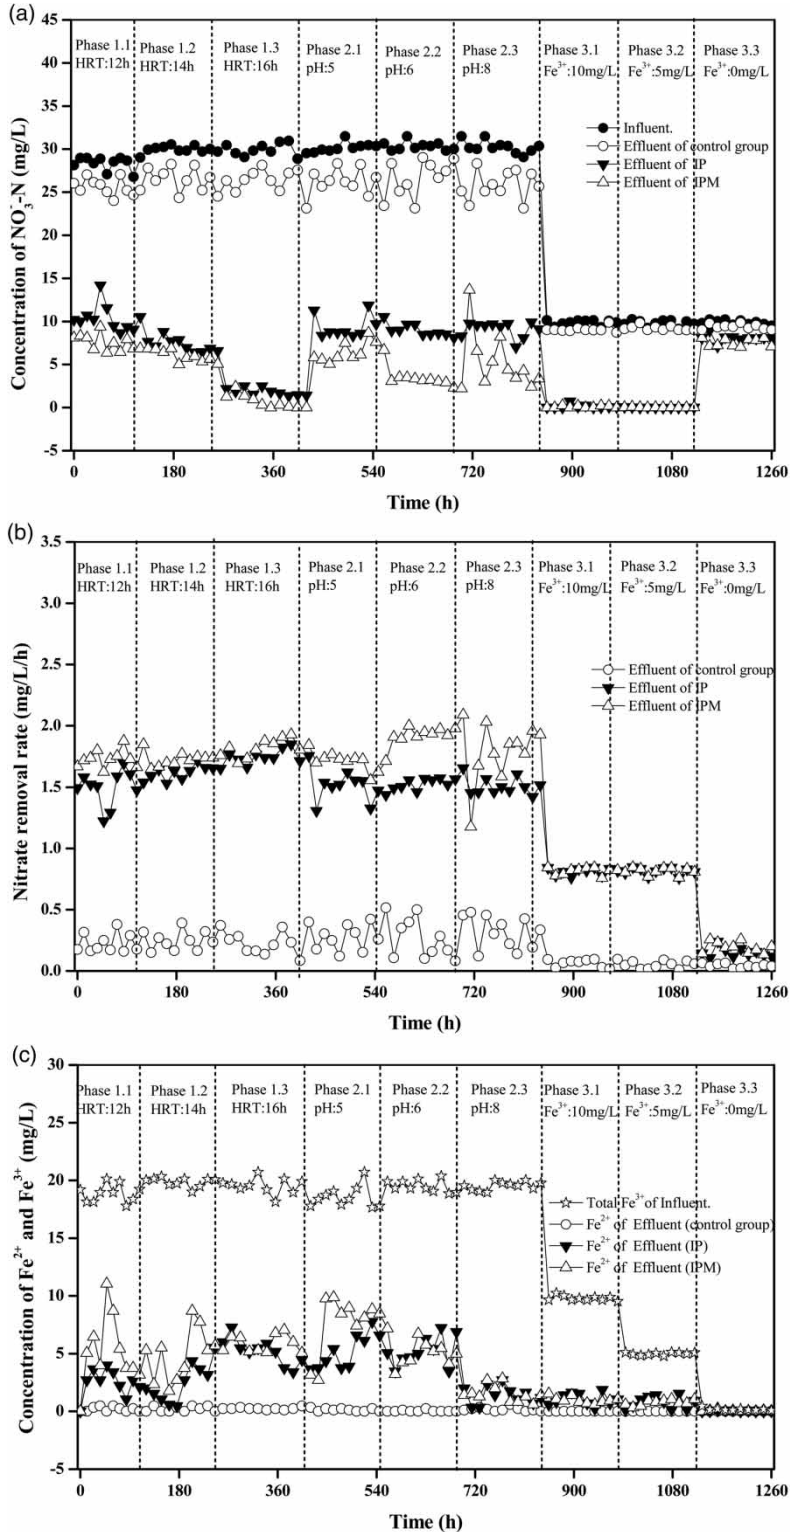 (a)
Phase 1.1 Phase 1.2 Phase 1.3 Phase 2.1 Phase 2.2 Phase 2.3 Phase 3.1 Phase 3.2 Phase 3.3
HRT:12h HRT:14h HRT:16h pH:5 pH:6 pH:8 Fe³⁺:10mg/L Fe³⁺:5mg/L Fe³⁺:0mg/L
45
40
35
30
25
20
15
10
5
0
-5
Concentration of NO₃⁻-N (mg/L)
Influent.
Effluent of control group
Effluent of IP
Effluent of IPM
0 180 360 540 720 900 1080 1260
Time (h)
(b)
Phase 1.1 Phase 1.2 Phase 1.3 Phase 2.1 Phase 2.2 Phase 2.3 Phase 3.1 Phase 3.2 Phase 3.3
HRT:12h HRT:14h HRT:16h pH:5 pH:6 pH:8 Fe³⁺:10mg/L Fe³⁺:5mg/L Fe³⁺:0mg/L
3.5
3.0
2.5
2.0
1.5
1.0
0.5
0.0
Nitrate removal rate (mg/L/h)
Effluent of control group
Effluent of IP
Effluent of IPM
0 180 360 540 720 900 1080 1260
Time (h)
(c)
Phase 1.1 Phase 1.2 Phase 1.3 Phase 2.1 Phase 2.2 Phase 2.3 Phase 3.1 Phase 3.2 Phase 3.3
HRT:12h HRT:14h HRT:16h pH:5 pH:6 pH:8 Fe³⁺:10mg/L Fe³⁺:5mg/L Fe³⁺:0mg/L
30
25
20
15
10
5
0
-5
Concentration of Fe²⁺ and Fe³⁺ (mg/L)
Total Fe³⁺ of Influent.
Fe²⁺ of Effluent (control group)
Fe²⁺ of Effluent (IP)
Fe²⁺ of Effluent (IPM)
0 180 360 540 720 900 1080 1260
Time (h)